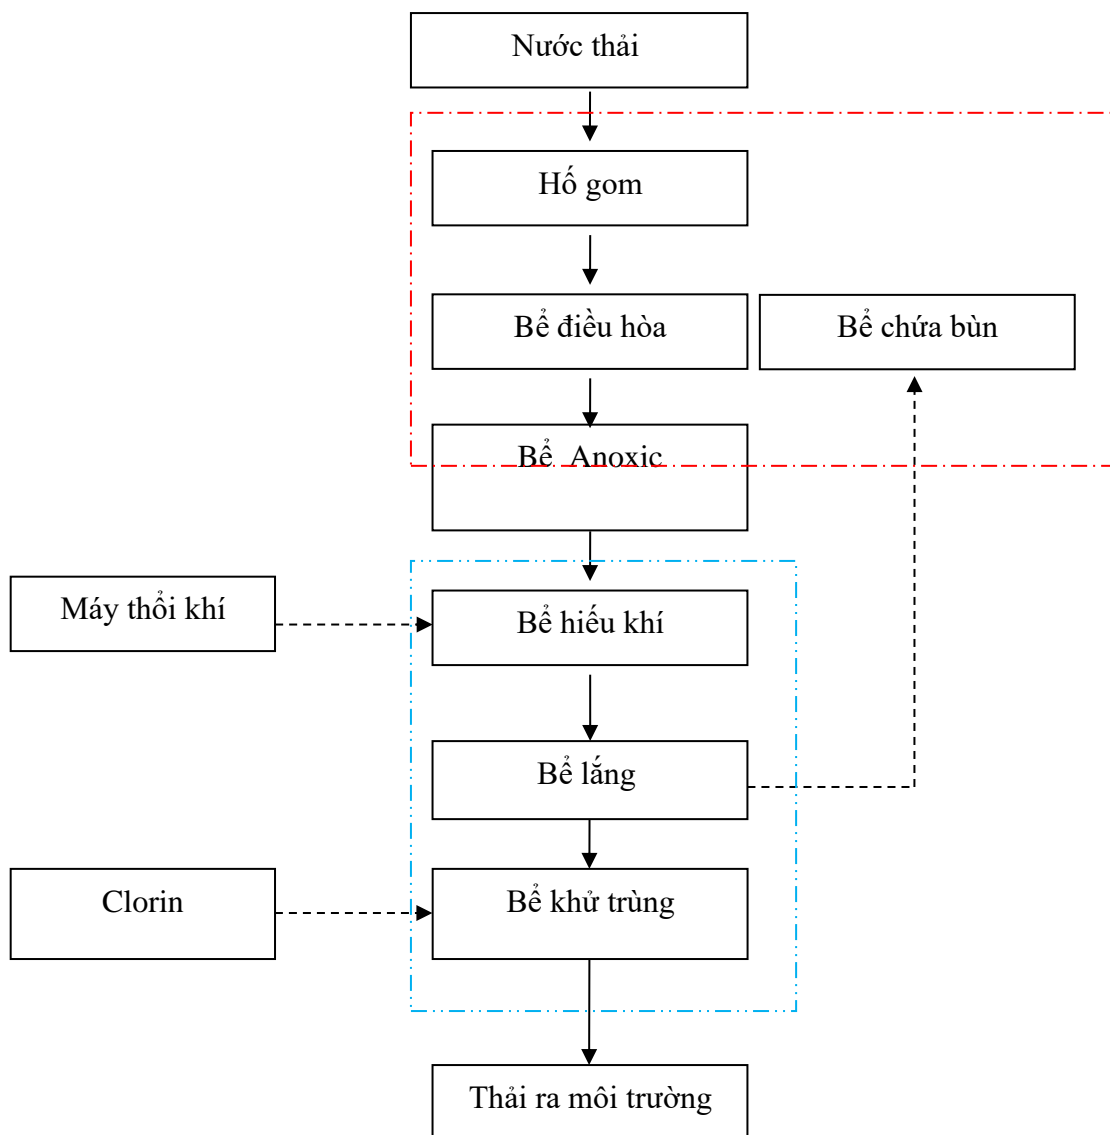 Nước thải
Hố gom
Bể điều hòa
Bể chứa bùn
Bể Anoxic
Máy thổi khí
Bể hiếu khí
Bể lắng
Clorin
Bể khử trùng
Thải ra môi trường